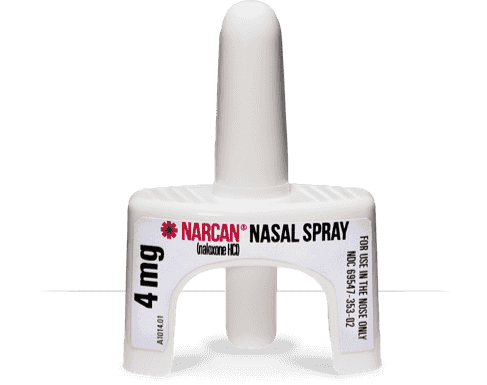 NARCAN® NASAL SPRAY
(naloxone HCl)
4 mg
A1014.01
FOR USE IN THE NOSE ONLY
NDC 69547-353-02